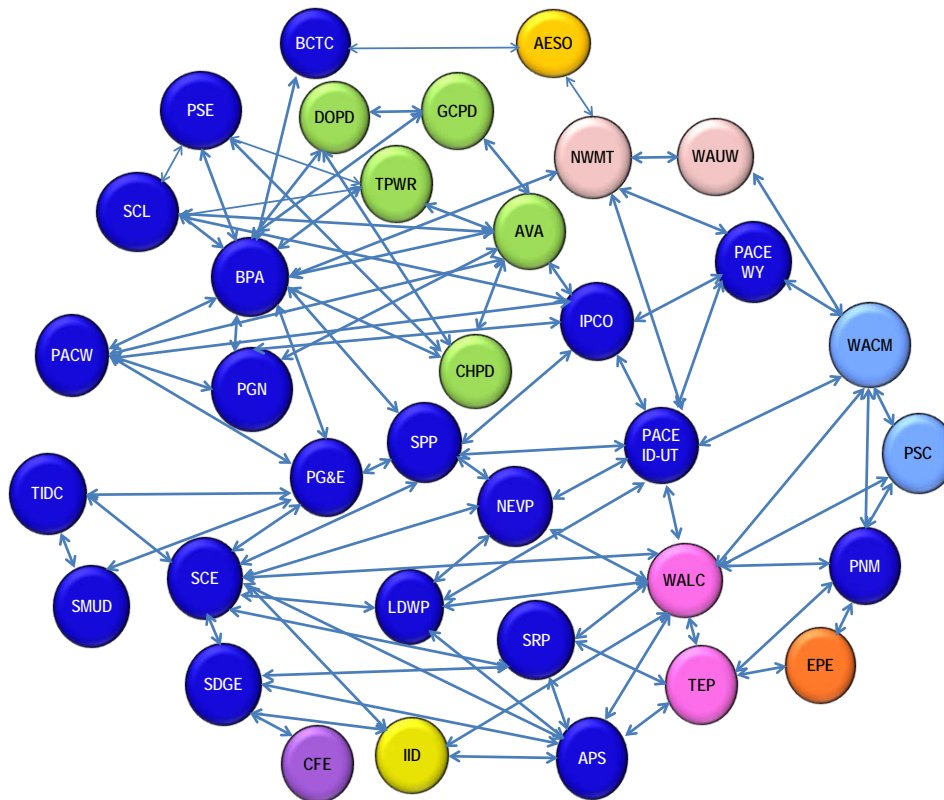 BCTC
AESO
PSE
DOPD
GCPD
NWMT
WAUW
TPWR
SCL
AVA
BPA
PACE
WY
IPCO
PACW
WACM
CHPD
PGN
SPP
PACE
ID-UT
PSC
PG&E
TIDC
NEVP
PNM
SCE
WALC
SMUD
LDWP
SRP
EPE
SDGE
TEP
CFE
IID
APS